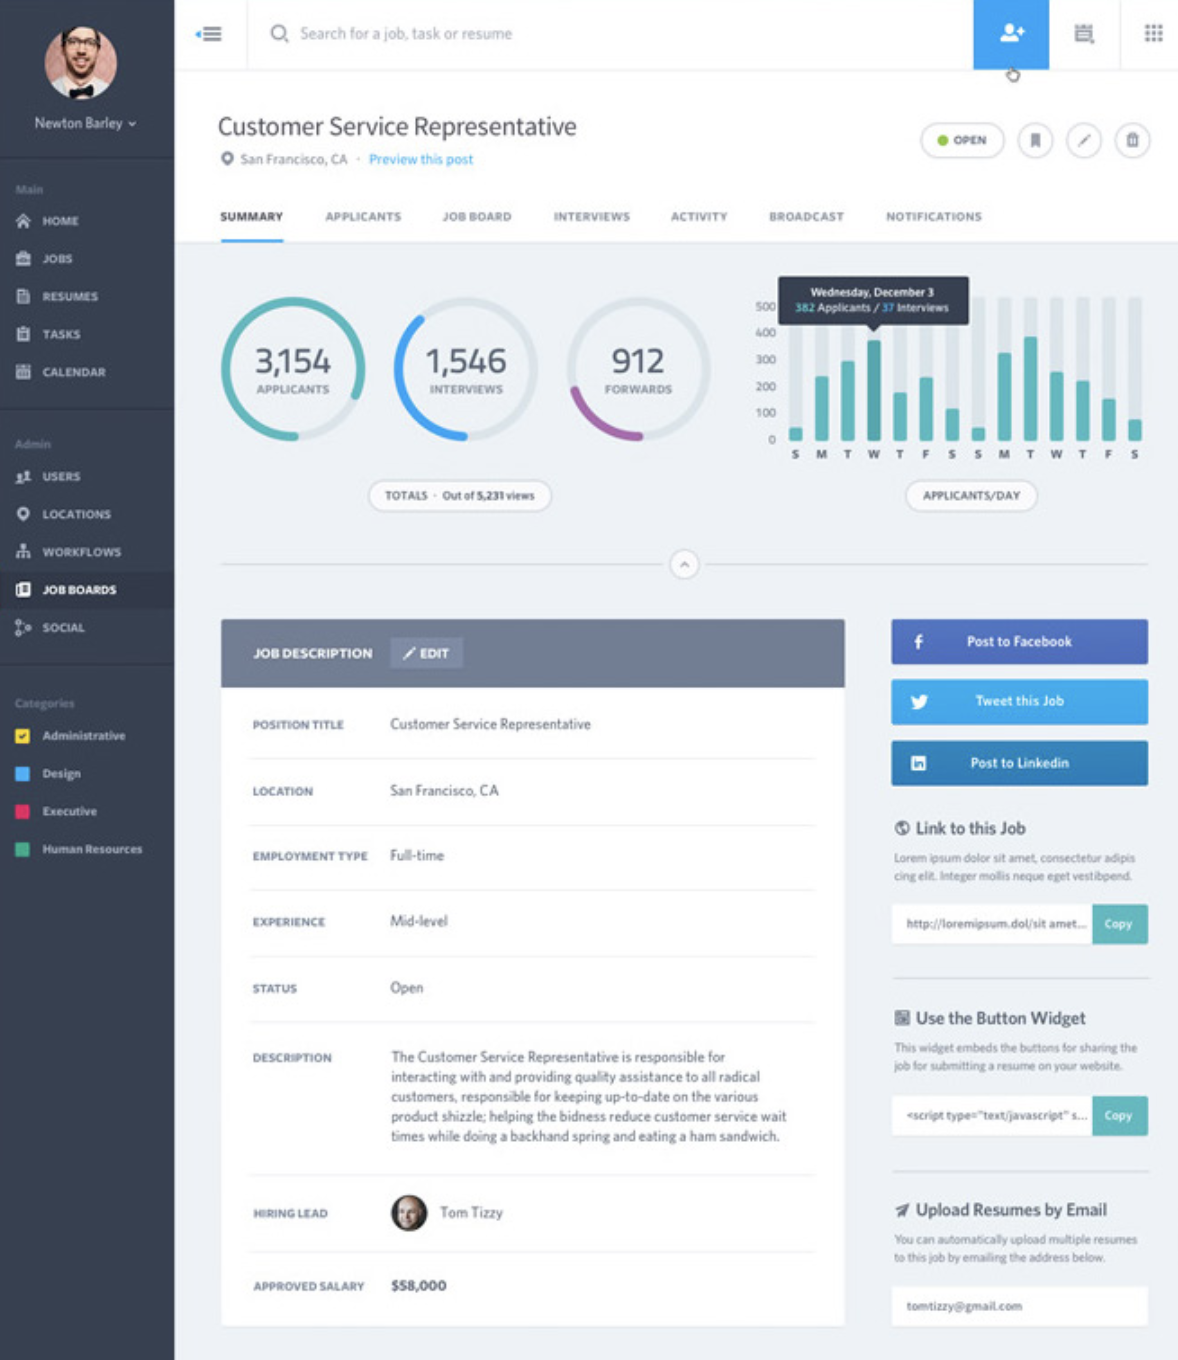 Newton Barley
Main
HOME
JOBS
RESUMES
TASKS
CALENDAR
Admin
USERS
LOCATIONS
WORKFLOWS
JOB BOARDS
SOCIAL
Categories
Administrative
Design
Executive
Human Resources
Search for a job, task or resume
Customer Service Representative
San Francisco, CA · Preview this post
OPEN
SUMMARY APPLICANTS JOB BOARD INTERVIEWS ACTIVITY BROADCAST NOTIFICATIONS
3,154
APPLICANTS
1,546
INTERVIEWS
912
FORWARDS
TOTALS · Out of 5,231 views
Wednesday, December 3
382 Applicants / 37 Interviews
500
400
300
200
100
0
S M T W T F S S M T W T F S
APPLICANTS/DAY
JOB DESCRIPTION EDIT
POSITION TITLE Customer Service Representative
LOCATION San Francisco, CA
EMPLOYMENT TYPE Full-time
EXPERIENCE Mid-level
STATUS Open
DESCRIPTION The Customer Service Representative is responsible for
interacting with and providing quality assistance to all radical
customers, responsible for keeping up-to-date on the various
product shizzle; helping the bidness reduce customer service wait
times while doing a backhand spring and eating a ham sandwich.
HIRING LEAD Tom Tizzy
APPROVED SALARY $58,000
Post to Facebook
Tweet this Job
Post to Linkedin
Link to this Job
Lorem ipsum dolor sit amet, consectetur adipis
cing elit. Integer mollis neque eget vestibpend.
http://loremipsum.dol/sit amet... Copy
Use the Button Widget
This widget embeds the buttons for sharing the
job for submitting a resume on your website.
<script type="text/javascript" s... Copy
Upload Resumes by Email
You can automatically upload multiple resumes
to this job by emailing the address below.
tomtizzy@gmail.com